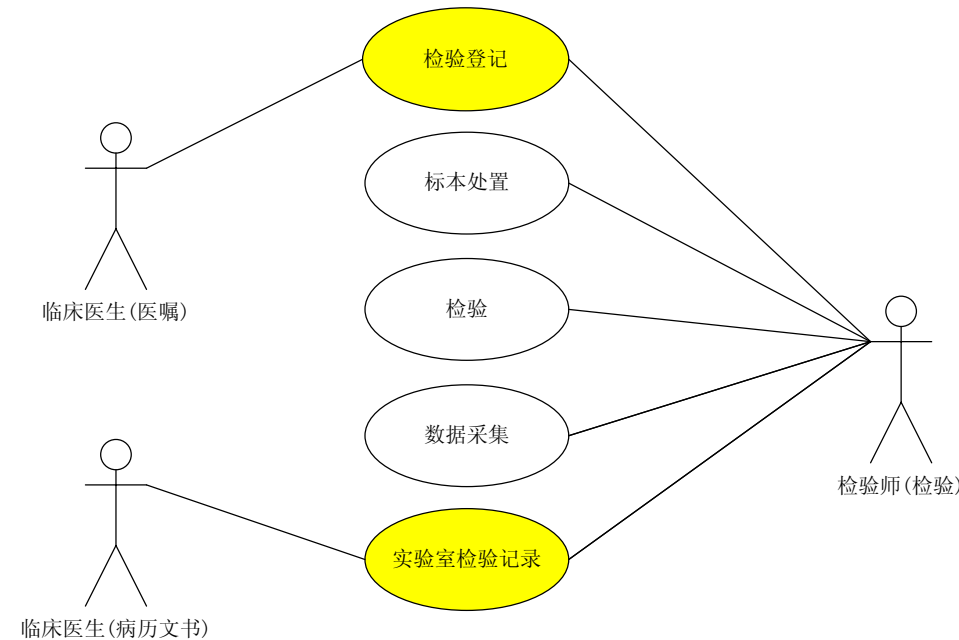 检验登记
标本处置
检验
临床医生(医嘱)
数据采集
检验师(检验)
实验室检验记录
临床医生(病历文书)